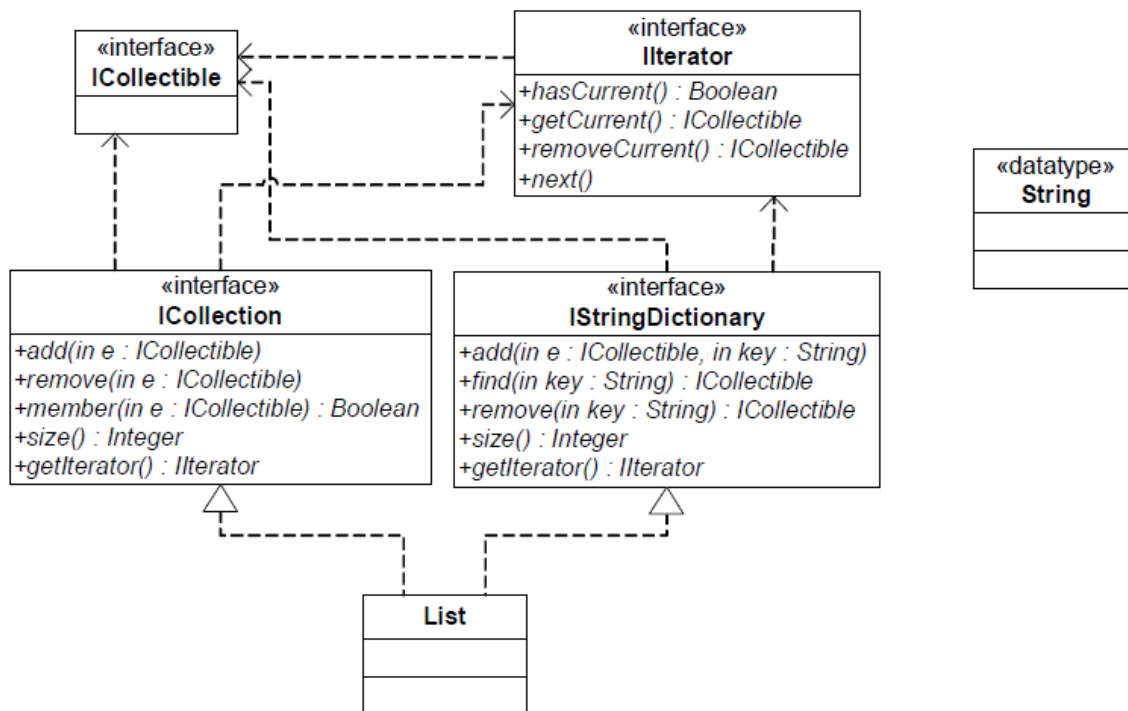 «interface»
ICollectible
«interface»
IIterator
+hasCurrent() : Boolean
+getCurrent() : ICollectible
+removeCurrent() : ICollectible
+next()
«datatype»
String
«interface»
ICollection
+add(in e : ICollectible)
+remove(in e : ICollectible)
+member(in e : ICollectible) : Boolean
+size() : Integer
+getIterator() : IIterator
«interface»
IStringDictionary
+add(in e : ICollectible, in key : String)
+find(in key : String) : ICollectible
+remove(in key : String) : ICollectible
+size() : Integer
+getIterator() : IIterator
List